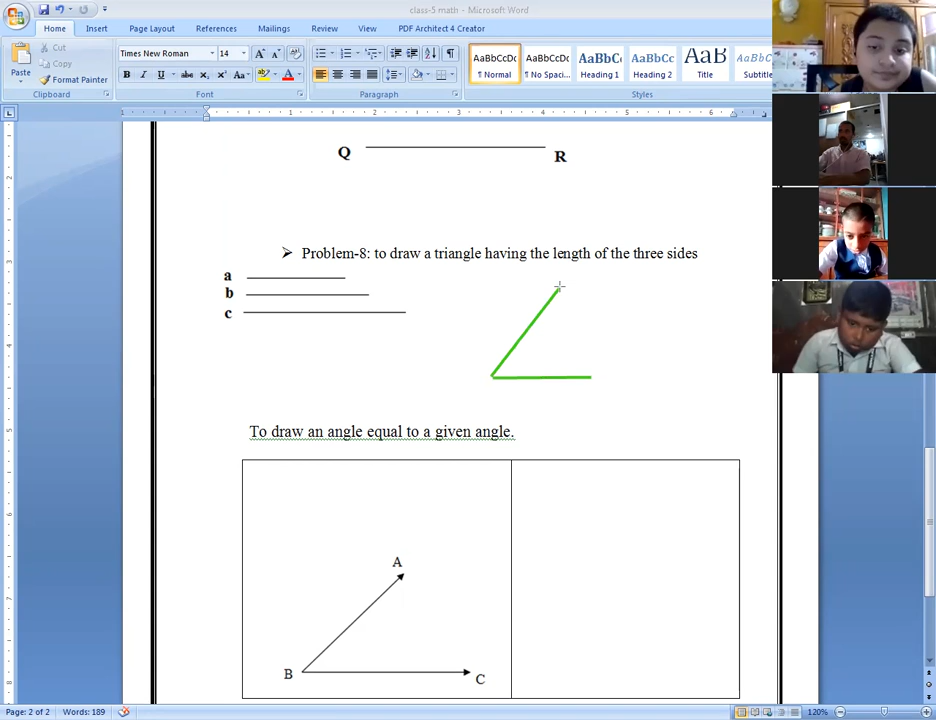 class-5 math - Microsoft Word
Home Insert Page Layout References Mailings Review View PDF Architect 4 Creator
Paste
Cut
Copy
Format Painter
Clipboard
Times New Roman 14
Font
Paragraph
AaBbCcDc AaBbCcDc AaBbC AaBbCc AaB AaBbCc
¶ Normal ¶ No Spaci... Heading 1 Heading 2 Title Subtitle
Styles
Q R
Problem-8: to draw a triangle having the length of the three sides
a
b
c
To draw an angle equal to a given angle.
A
B
C
Page: 2 of 2 Words: 189 120%